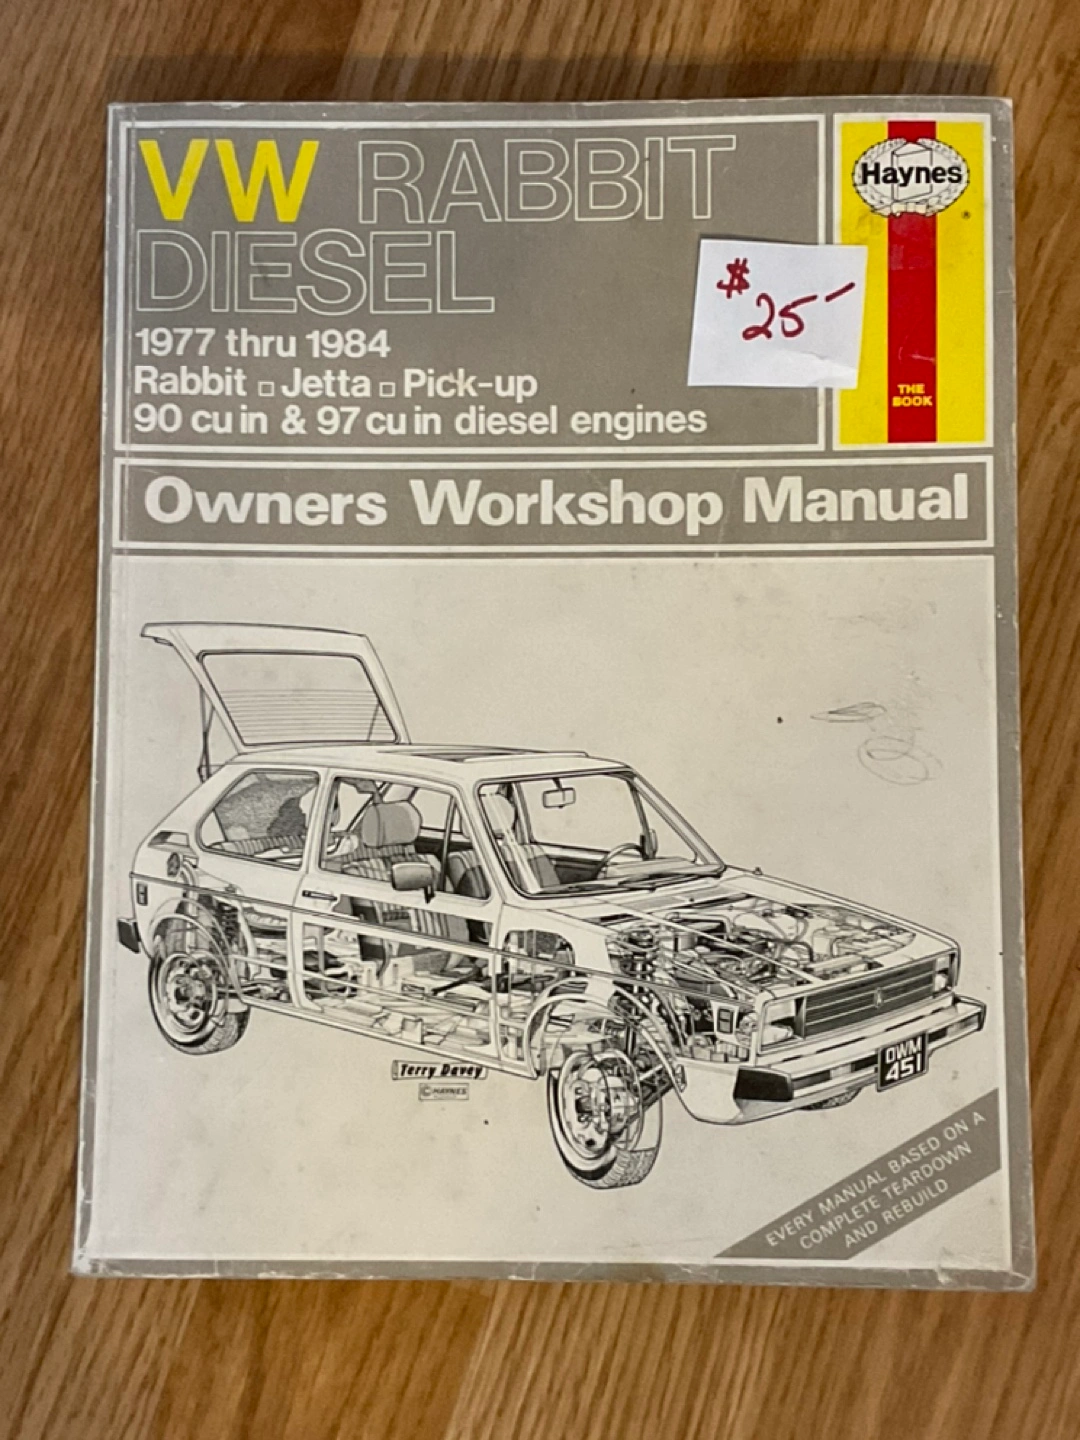 VW RABBIT
DIESEL
1977 thru 1984
Rabbit □ Jetta □ Pick-up
90 cu in & 97 cu in diesel engines
Haynes
®
$
25-
THE
BOOK
Owners Workshop Manual
Terry Davey
© HAYNES
OWM
451
EVERY MANUAL BASED ON A
COMPLETE TEARDOWN
AND REBUILD